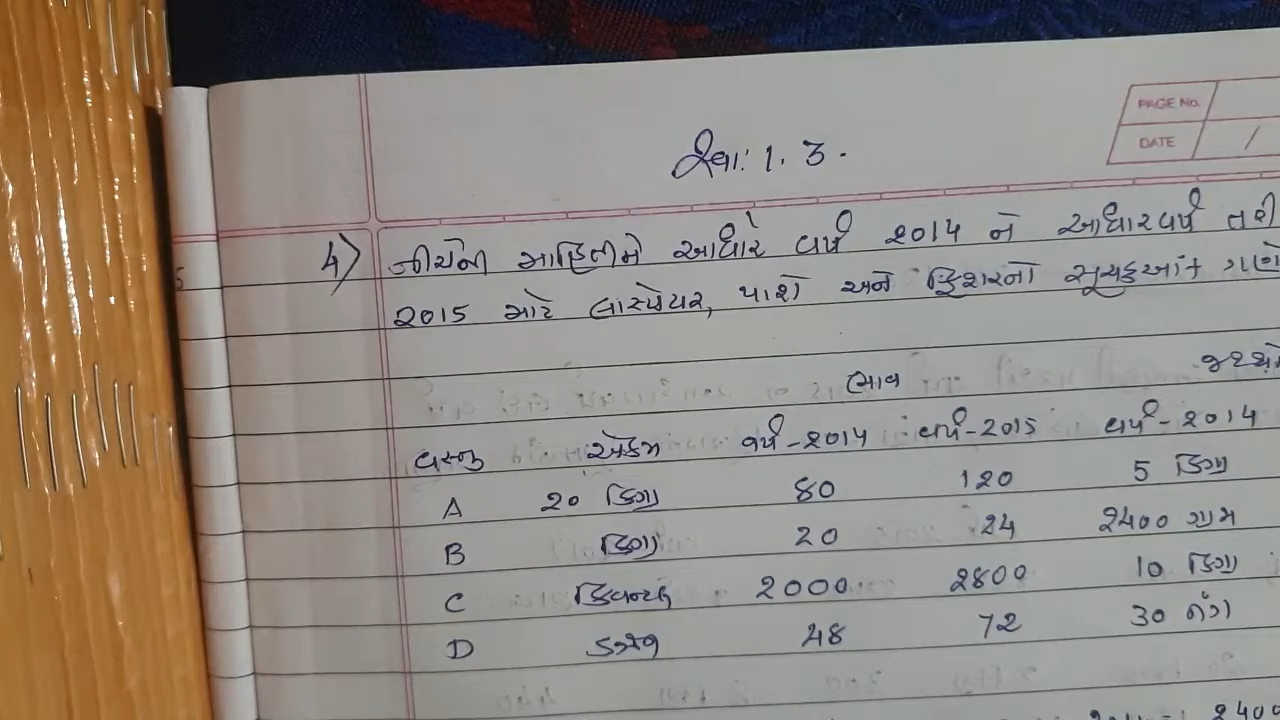 PAGE No.
DATE /
સ્વા: 1.3.
4) નીચેની માહિતીને આધારે વર્ષ 2014 ને આધારવર્ષ તરી
2015 માટે લાસ્પેયર, પાશે અને ફિશરનો સૂચકઆંક ગણો
ભાવ જથ્થો
વસ્તુ એકમ વર્ષ-2014 વર્ષ-2015 વર્ષ-2014
A 20 કિગ્રા 80 120 5 કિગ્રા
B કિગ્રા 20 24 2400 ગ્રામ
C ક્વિન્ટલ 2000 2800 10 કિગ્રા
D ડઝન 48 72 30 નંગ